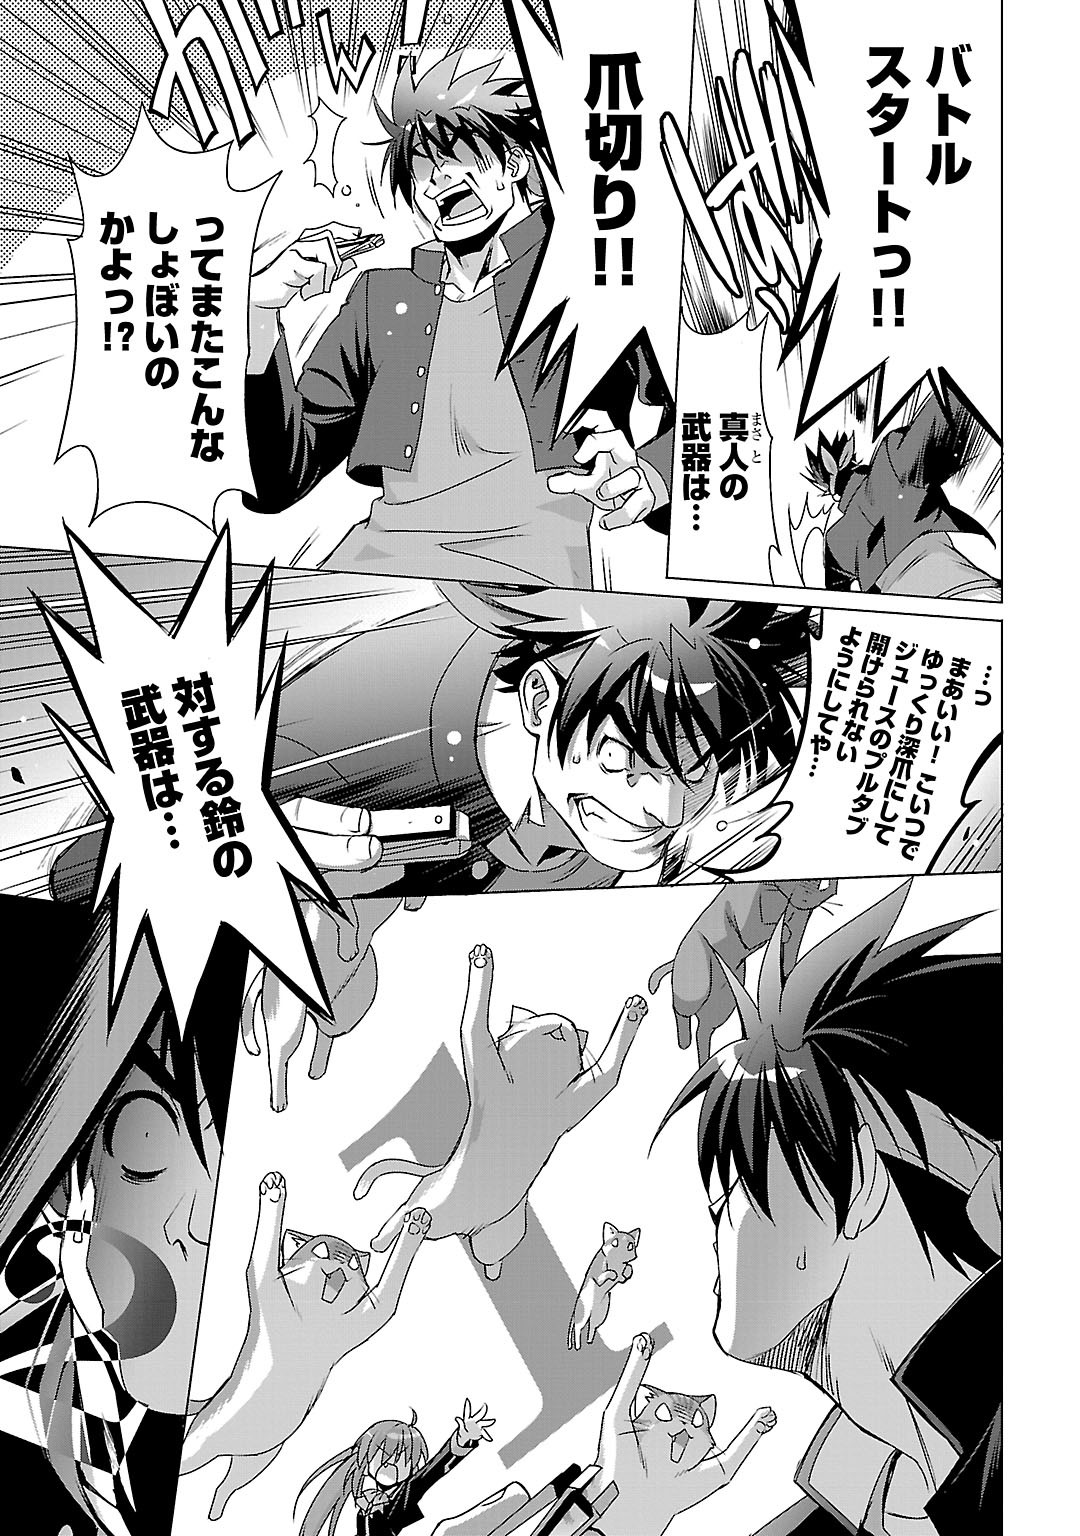 バトル
スタートっ!!
真人の
まさと
武器は…
爪切り!!
ってまたこんな
しょぼいの
かよっ!?
…っ
まあいい!こいつで
ゆっくり深爪にして
ジュースのプルタブ
開けられない
ようにしてや…
対する鈴の
武器は…